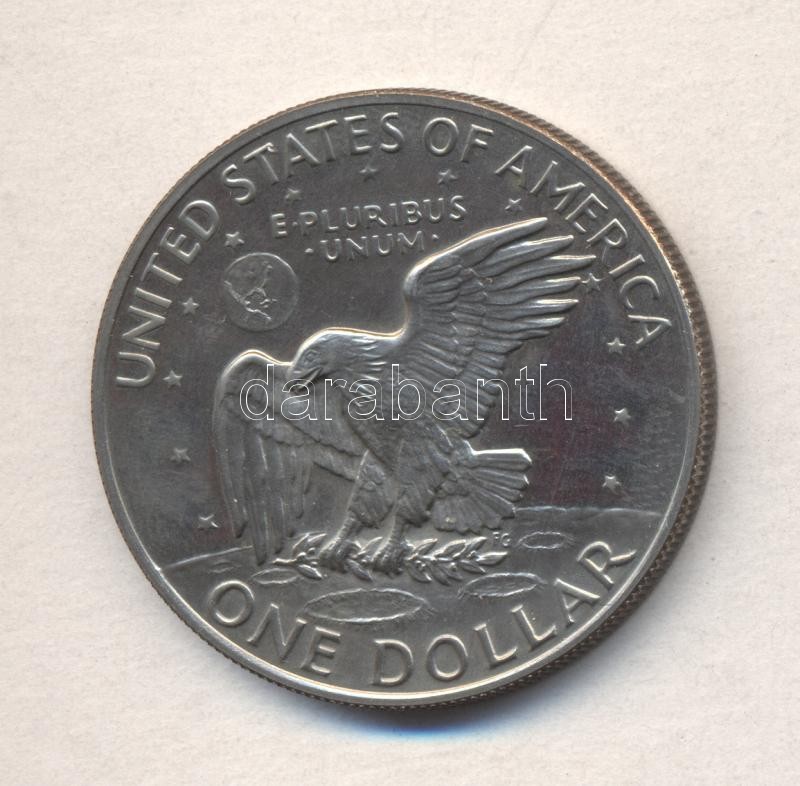 UNITED STATES OF AMERICA
E·PLURIBUS
·UNUM·
darabanth
FG
ONE DOLLAR